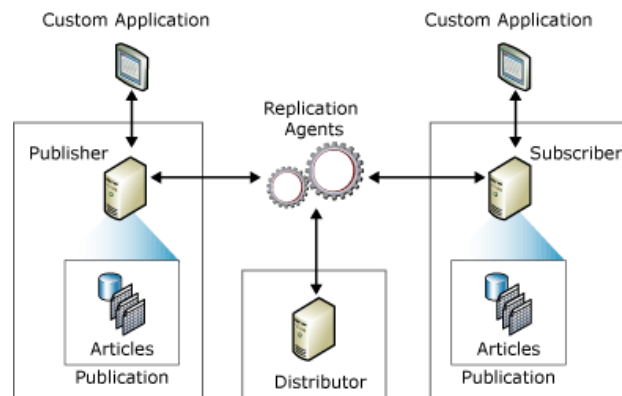 Custom Application
Custom Application
Replication
Agents
Publisher
Subscriber
Articles
Publication
Distributor
Articles
Publication